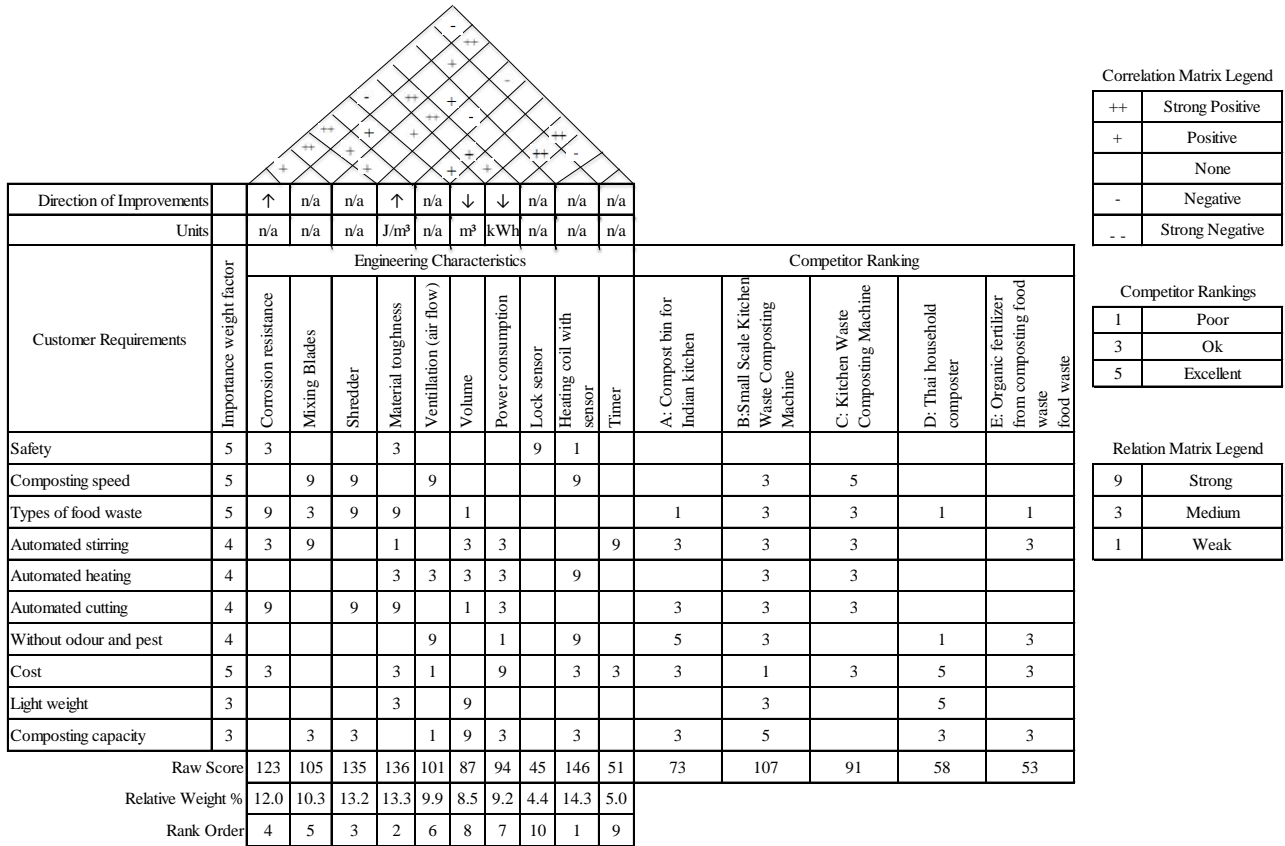 -
++
+
-
-
++
+
++
-
++
+
+
++
++
+
+
+
++
-
+
+
+
+
Correlation Matrix Legend
++ Strong Positive
+ Positive
None
- Negative
- - Strong Negative
Direction of Improvements ↑ n/a n/a ↑ n/a ↓ ↓ n/a n/a n/a
Units n/a n/a n/a J/m³ n/a m³ kWh n/a n/a n/a
Engineering Characteristics Competitor Ranking
Customer Requirements
Importance weight factor
Corrosion resistance
Mixing Blades
Shredder
Material toughness
Ventilation (air flow)
Volume
Power consumption
Lock sensor
Heating coil with
sensor
Timer
A: Compost bin for
Indian kitchen
B:Small Scale Kitchen
Waste Composting
Machine
C: Kitchen Waste
Composting Machine
D: Thai household
composter
E: Organic fertilizer
from composting food
waste
food waste
Competitor Rankings
1 Poor
3 Ok
5 Excellent
Safety 5 3 3 9 1
Composting speed 5 9 9 9 9 3 5
Types of food waste 5 9 3 9 9 1 1 3 3 1 1
Automated stirring 4 3 9 1 3 3 9 3 3 3 3
Automated heating 4 3 3 3 3 9 3 3
Automated cutting 4 9 9 9 1 3 3 3 3
Without odour and pest 4 9 1 9 5 3 1 3
Cost 5 3 3 1 9 3 3 3 1 3 5 3
Light weight 3 3 9 3 5
Composting capacity 3 3 3 1 9 3 3 3 5 3 3
Raw Score 123 105 135 136 101 87 94 45 146 51 73 107 91 58 53
Relative Weight % 12.0 10.3 13.2 13.3 9.9 8.5 9.2 4.4 14.3 5.0
Rank Order 4 5 3 2 6 8 7 10 1 9
Relation Matrix Legend
9 Strong
3 Medium
1 Weak